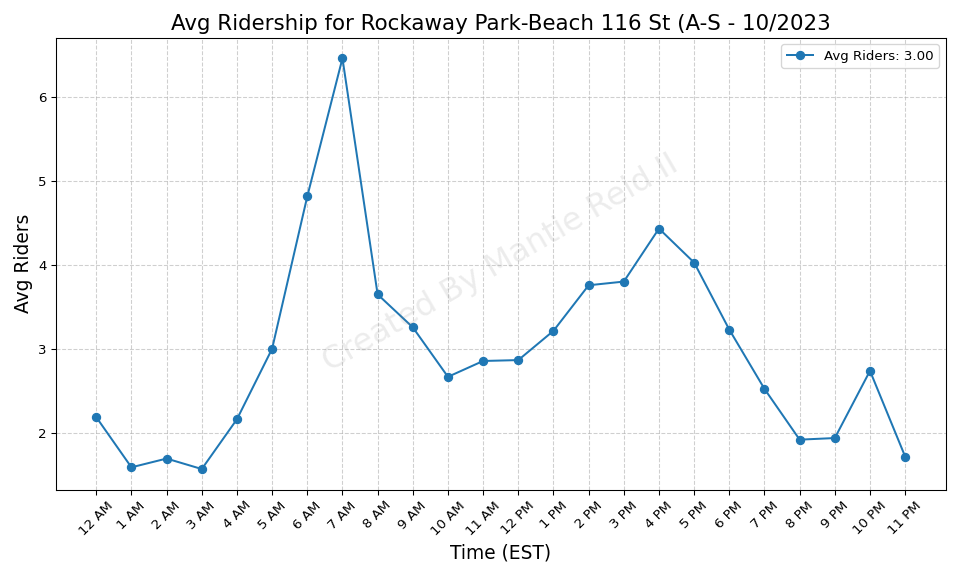 Avg Ridership for Rockaway Park-Beach 116 St (A-S - 10/2023
Avg Riders: 3.00
Avg Riders
6
5
4
3
2
Created By Mantie Reid II
12 AM 1 AM 2 AM 3 AM 4 AM 5 AM 6 AM 7 AM 8 AM 9 AM 10 AM 11 AM 12 PM 1 PM 2 PM 3 PM 4 PM 5 PM 6 PM 7 PM 8 PM 9 PM 10 PM 11 PM
Time (EST)